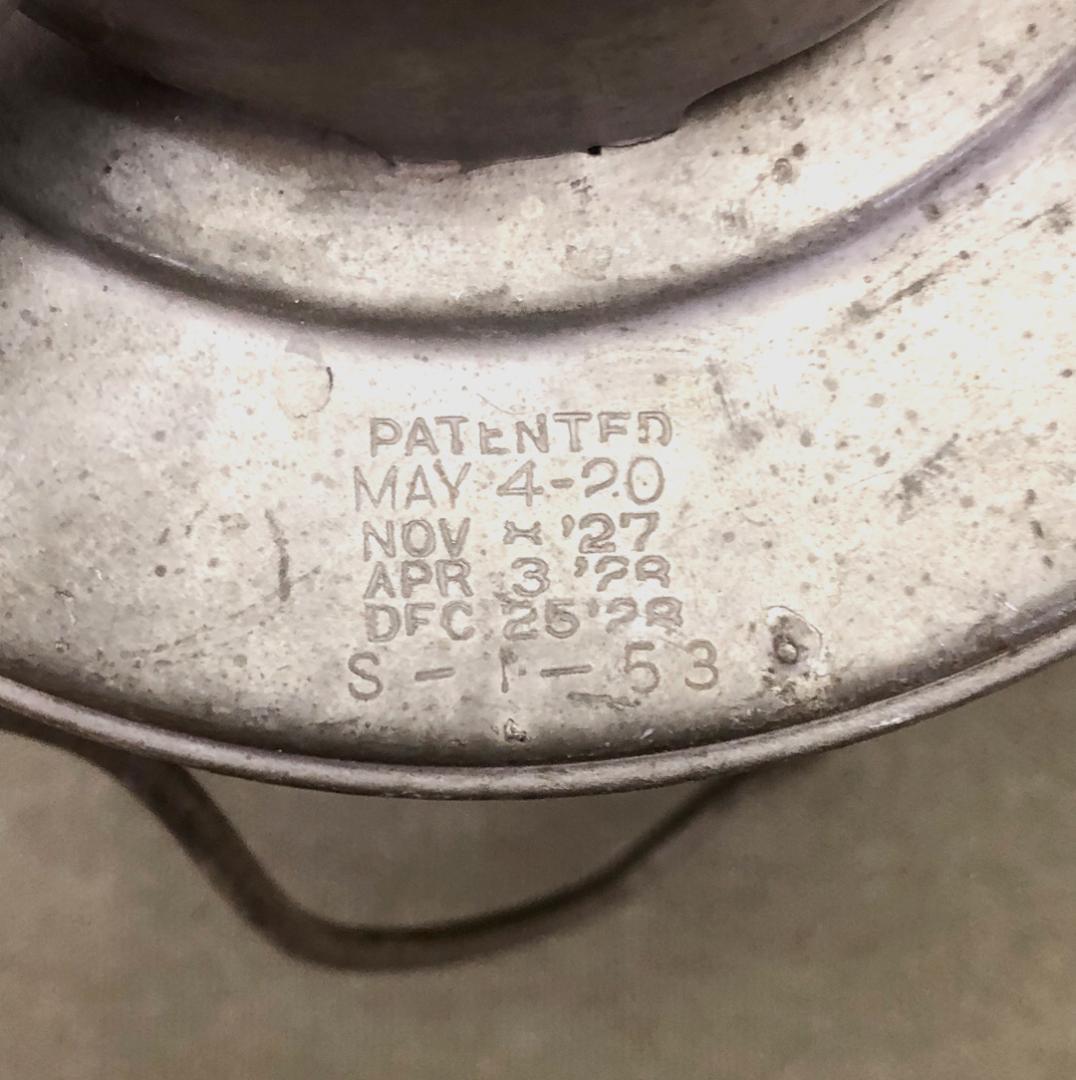 PATENTED
MAY 4-20
NOV '27
APR 3 '28
DEC 25 '28
S - 1 - 53